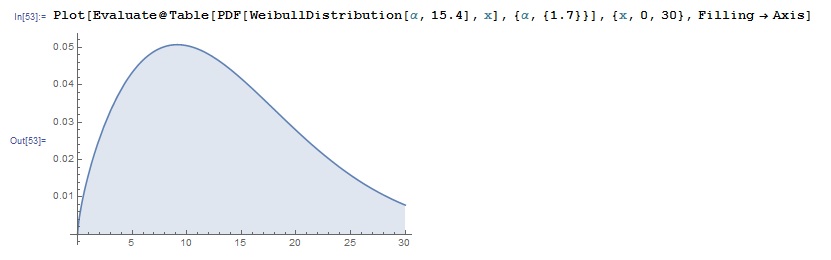 In[53]:= Plot[Evaluate@Table[PDF[WeibullDistribution[α, 15.4], x], {α, {1.7}}], {x, 0, 30}, Filling → Axis]
0.05
0.04
0.03
Out[53]=
0.02
0.01
5 10 15 20 25 30